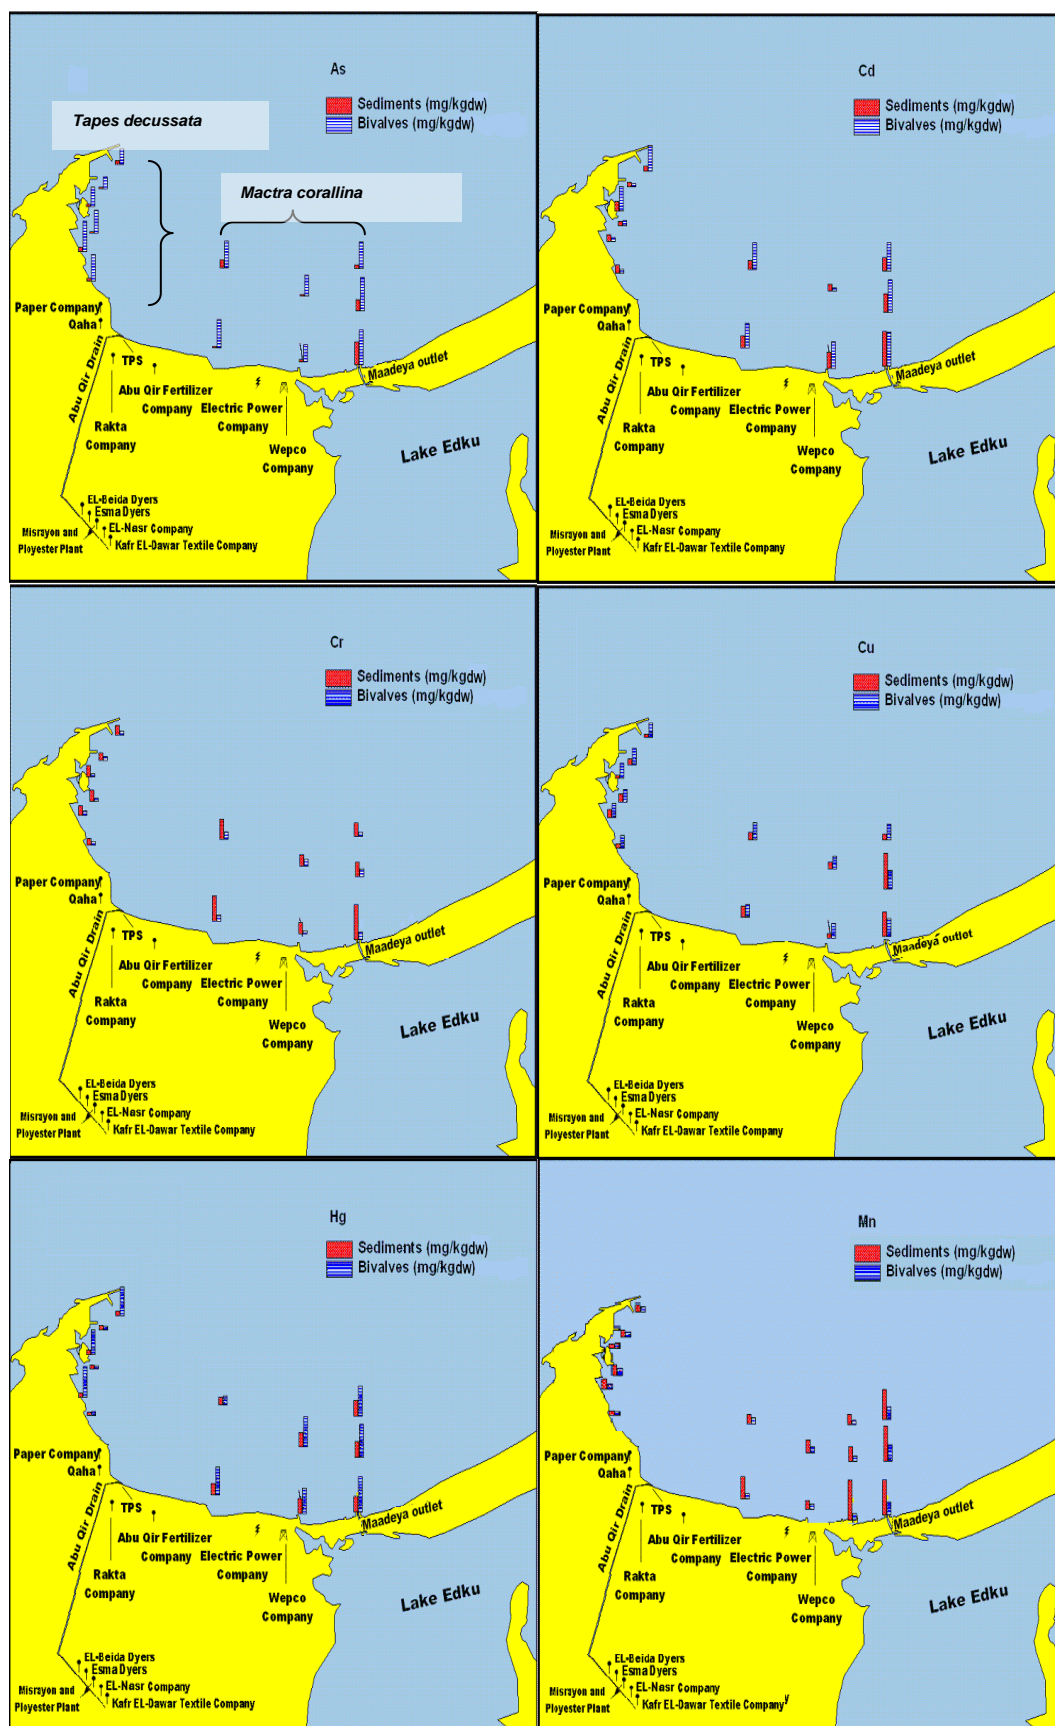 As
Sediments (mg/kgdw)
Bivalves (mg/kgdw)
Tapes decussata
Mactra corallina
Paper Company
Qaha
Abu Qir Drain
TPS
Maadeya outlet
Abu Qir Fertilizer
Company
Electric Power
Company
Rakta
Company
Wepco
Company
Lake Edku
EL-Beida Dyers
Esma Dyers
Misrayon and
Ployester Plant
EL-Nasr Company
Kafr EL-Dawar Textile Company
Cd
Sediments (mg/kgdw)
Bivalves (mg/kgdw)
Paper Company
Qaha
Abu Qir Drain
TPS
Maadeya outlet
Abu Qir Fertilizer
Company
Electric Power
Company
Rakta
Company
Wepco
Company
Lake Edku
EL-Beida Dyers
Esma Dyers
Misrayon and
Ployester Plant
EL-Nasr Company
Kafr EL-Dawar Textile Company
Cr
Sediments (mg/kgdw)
Bivalves (mg/kgdw)
Paper Company
Qaha
Abu Qir Drain
TPS
Maadeya outlet
Abu Qir Fertilizer
Company
Electric Power
Company
Rakta
Company
Wepco
Company
Lake Edku
EL-Beida Dyers
Esma Dyers
Misrayon and
Ployester Plant
EL-Nasr Company
Kafr EL-Dawar Textile Company
Cu
Sediments (mg/kgdw)
Bivalves (mg/kgdw)
Paper Company
Qaha
Abu Qir Drain
TPS
Maadeya outlot
Abu Qir Fertilizer
Company
Electric Power
Company
Rakta
Company
Wepco
Company
Lake Edku
EL-Beida Dyers
Esma Dyers
Misrayon and
Ployester Plant
EL-Nasr Company
Kafr EL-Dawar Textile Company
Hg
Sediments (mg/kgdw)
Bivalves (mg/kgdw)
Paper Company
Qaha
Abu Qir Drain
TPS
Maadeya outlet
Abu Qir Fertilizer
Company
Electric Power
Company
Rakta
Company
Wepco
Company
Lake Edku
EL-Beida Dyers
Esma Dyers
Misrayon and
Ployester Plant
EL-Nasr Company
Kafr EL-Dawar Textile Company
Mn
Sediments (mg/kgdw)
Bivalves (mg/kgdw)
Paper Company
Qaha
Abu Qir Drain
TPS
Maadeya outlet
Abu Qir Fertilizer
Company
Electric Power
Company
Rakta
Company
Wepco
Company
Lake Edku
EL-Beida Dyers
Esma Dyers
Misrayon and
Ployester Plant
EL-Nasr Company
Kafr EL-Dawar Textile Companyy